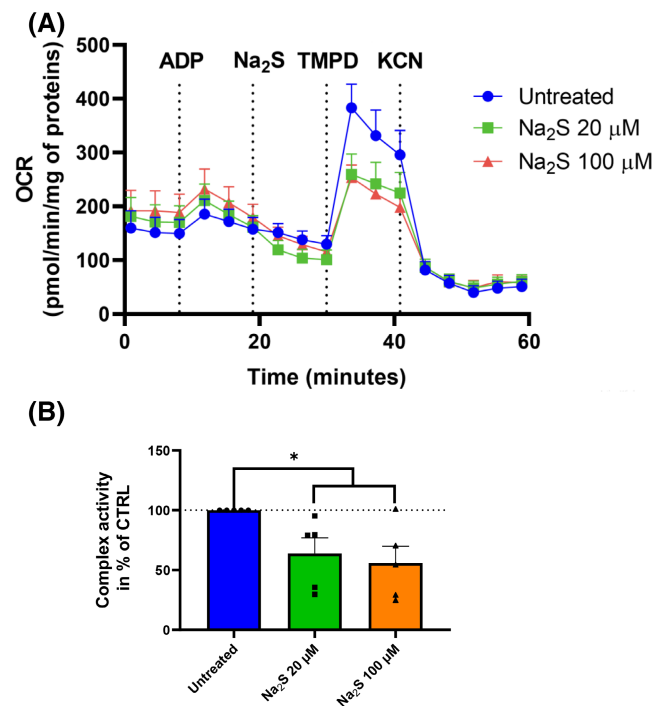 (A)
ADP Na₂S TMPD KCN
500
400
300
200
100
0
OCR
(pmol/min/mg of proteins)
0 20 40 60
Time (minutes)
Untreated
Na₂S 20 μM
Na₂S 100 μM
(B)
*
150
100
50
0
Complex activity
in % of CTRL
Untreated
Na₂S 20 μM
Na₂S 100 μM